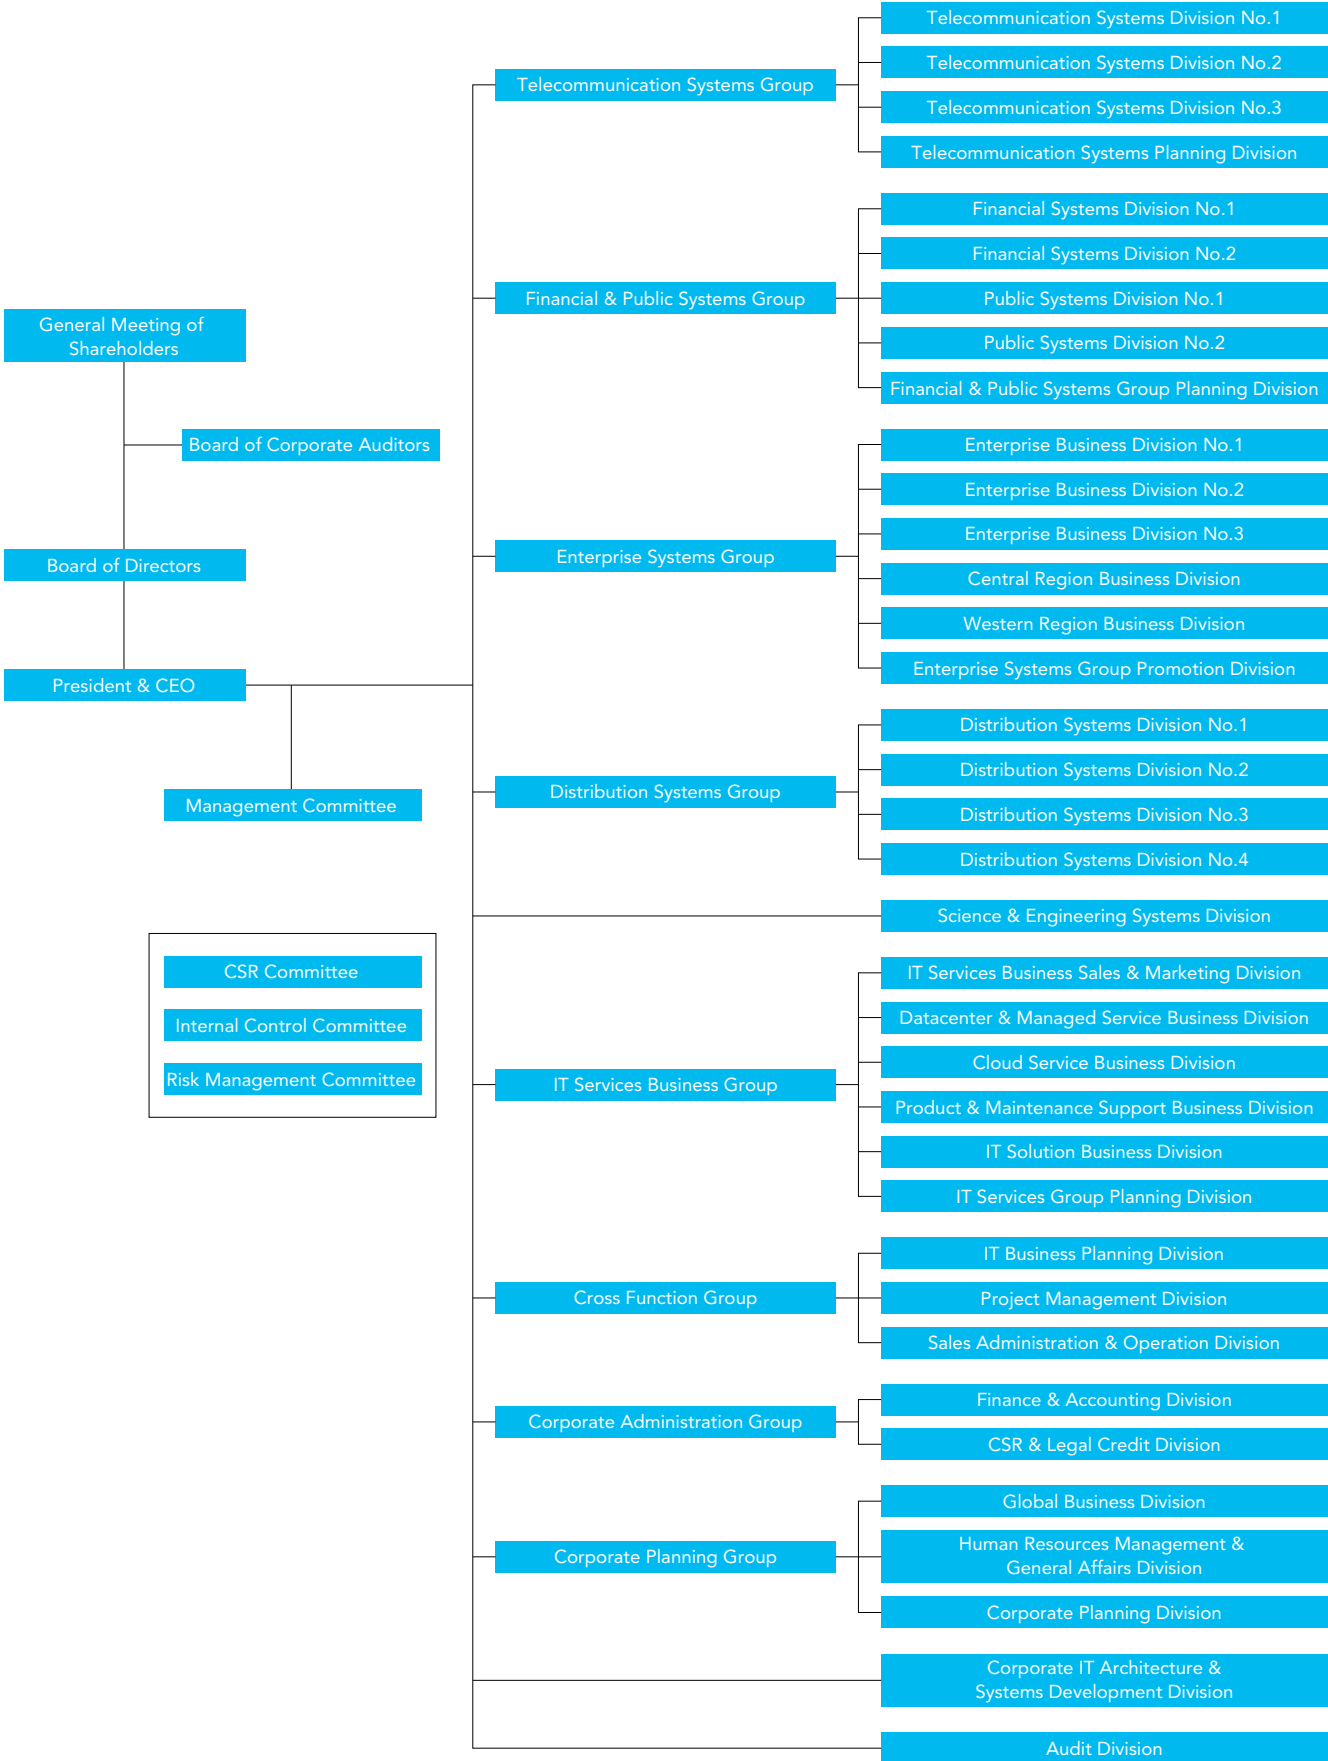 General Meeting of
Shareholders
Board of Corporate Auditors
Board of Directors
President & CEO
Management Committee
CSR Committee
Internal Control Committee
Risk Management Committee
Telecommunication Systems Group
Telecommunication Systems Division No.1
Telecommunication Systems Division No.2
Telecommunication Systems Division No.3
Telecommunication Systems Planning Division
Financial & Public Systems Group
Financial Systems Division No.1
Financial Systems Division No.2
Public Systems Division No.1
Public Systems Division No.2
Financial & Public Systems Group Planning Division
Enterprise Systems Group
Enterprise Business Division No.1
Enterprise Business Division No.2
Enterprise Business Division No.3
Central Region Business Division
Western Region Business Division
Enterprise Systems Group Promotion Division
Distribution Systems Group
Distribution Systems Division No.1
Distribution Systems Division No.2
Distribution Systems Division No.3
Distribution Systems Division No.4
Science & Engineering Systems Division
IT Services Business Group
IT Services Business Sales & Marketing Division
Datacenter & Managed Service Business Division
Cloud Service Business Division
Product & Maintenance Support Business Division
IT Solution Business Division
IT Services Group Planning Division
Cross Function Group
IT Business Planning Division
Project Management Division
Sales Administration & Operation Division
Corporate Administration Group
Finance & Accounting Division
CSR & Legal Credit Division
Corporate Planning Group
Global Business Division
Human Resources Management &
General Affairs Division
Corporate Planning Division
Corporate IT Architecture &
Systems Development Division
Audit Division